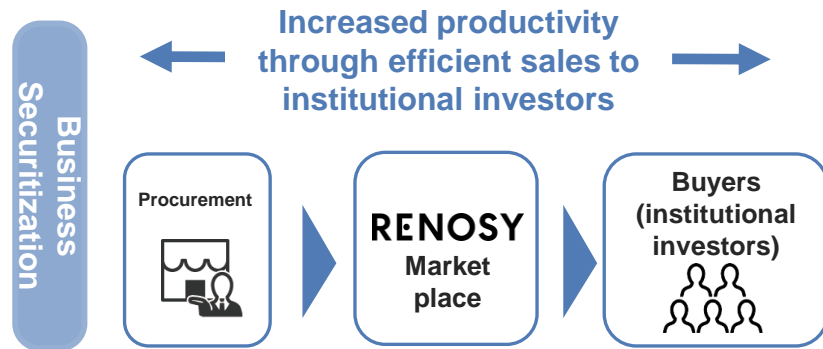 Business
Securitization
Increased productivity
through efficient sales to
institutional investors
Procurement
RENOSY
Market
place
Buyers
(institutional
investors)